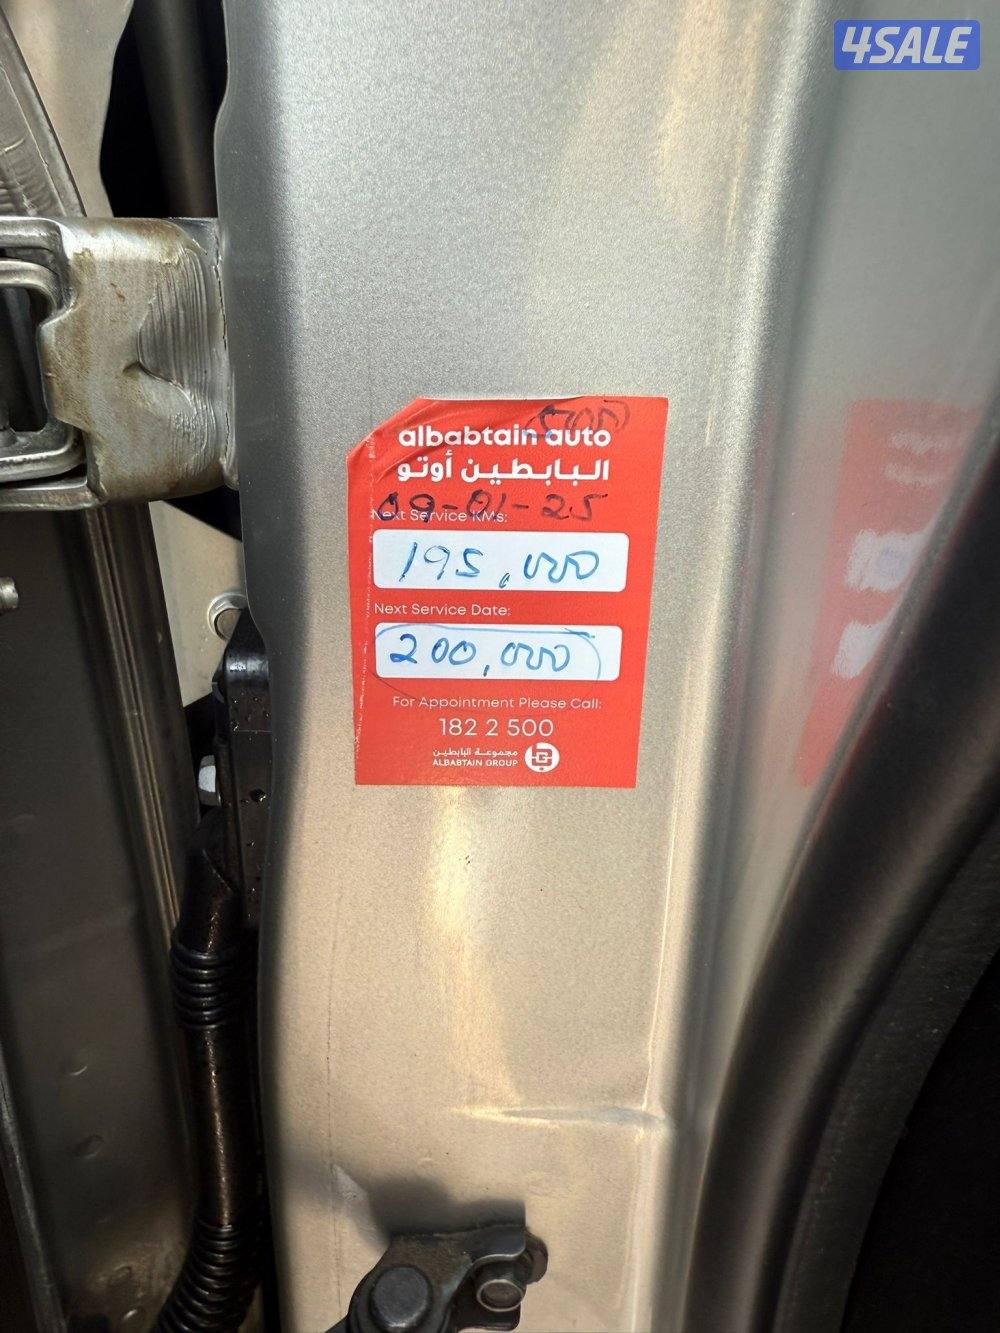 4SALE
5000
albabtain auto
البابطين أوتو
09-01-25
Next Service KMs:
195,000
Next Service Date:
200,000
For Appointment Please Call:
182 2 500
مجموعة البابطين
ALBABTAIN GROUP